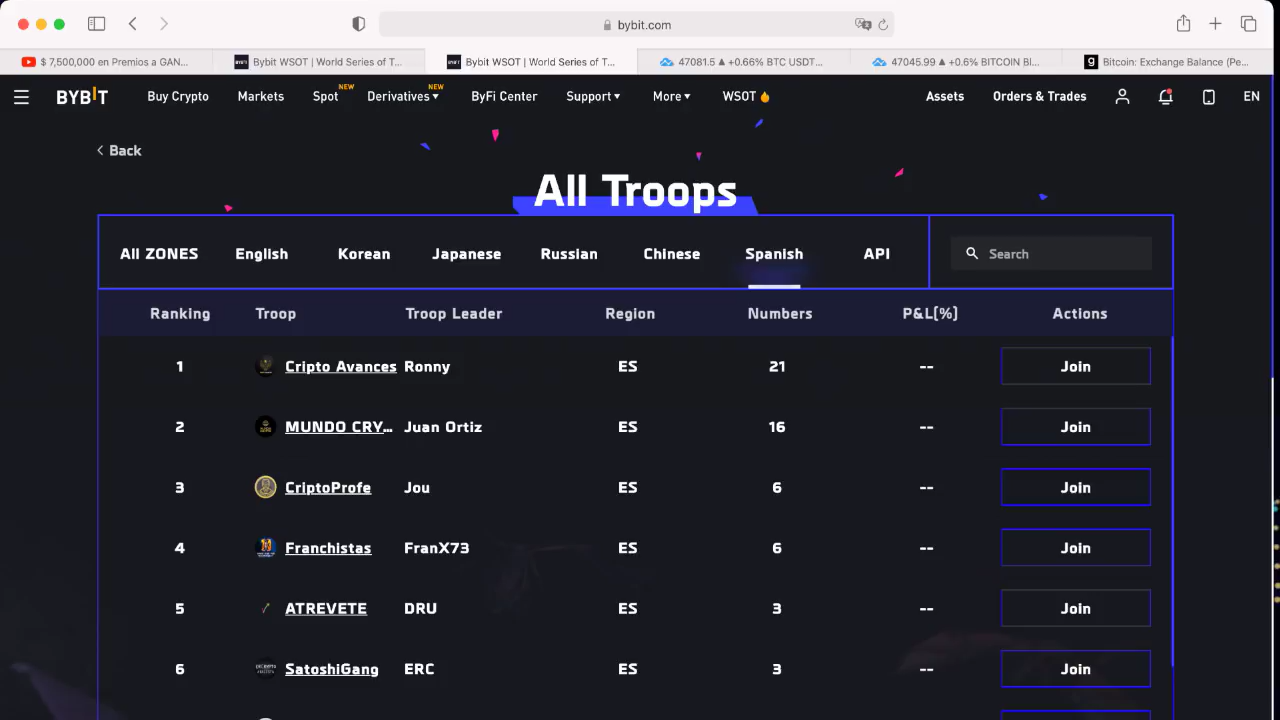 bybit.com
$ 7,500,000 en Premios a GAN...
Bybit WSOT | World Series of T...
Bybit WSOT | World Series of T...
47081.5 ▲ +0.66% BTC USDT...
47045.99 ▲ +0.6% BITCOIN BI...
Bitcoin: Exchange Balance (Pe...
BYBIT Buy Crypto Markets Spot NEW Derivatives NEW ByFi Center Support More WSOT Assets Orders & Trades EN
Back
All Troops
All ZONES English Korean Japanese Russian Chinese Spanish API Search
Ranking Troop Troop Leader Region Numbers P&L(%) Actions
1 Cripto Avances Ronny ES 21 -- Join
2 MUNDO CRY... Juan Ortiz ES 16 -- Join
3 CriptoProfe Jou ES 6 -- Join
4 Franchistas FranX73 ES 6 -- Join
5 ATREVETE DRU ES 3 -- Join
6 SatoshiGang ERC ES 3 -- Join